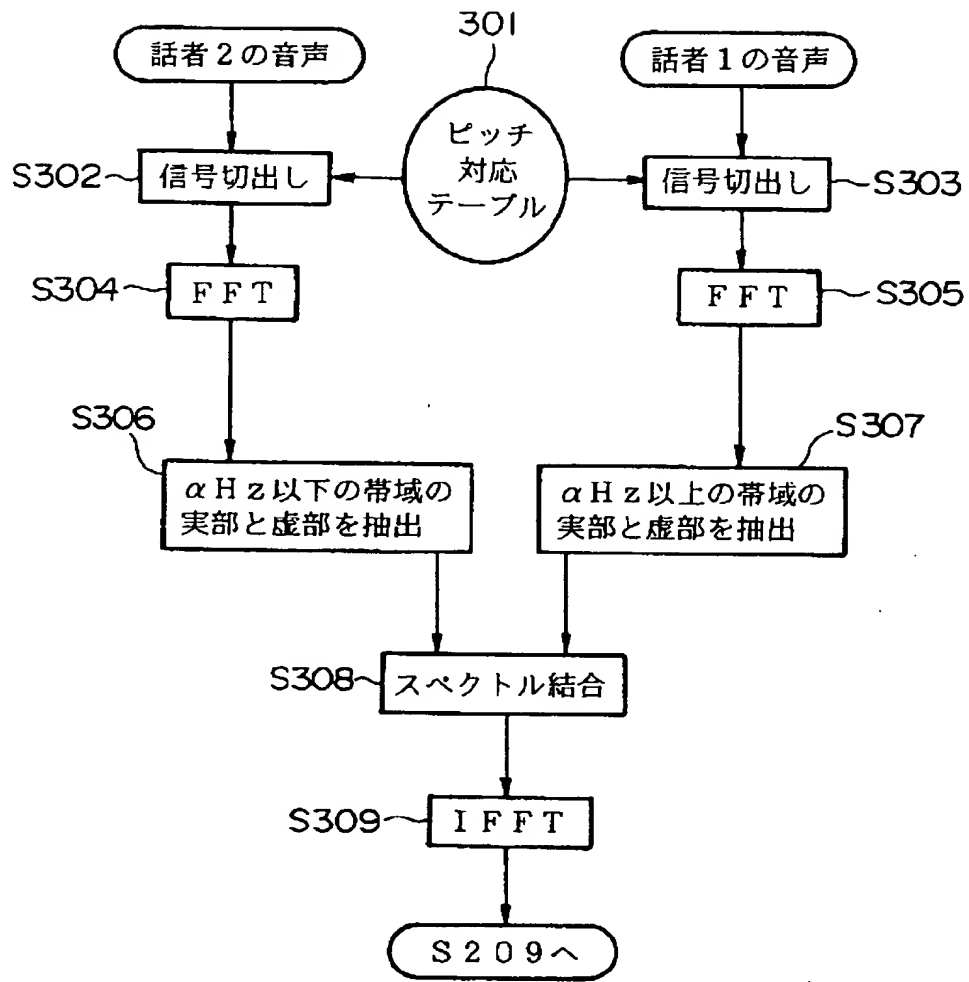 301
話者2の音声
話者1の音声
ピッチ
対応
テーブル
S302
信号切出し
信号切出し
S303
S304
FFT
FFT
S305
S306
S307
αHz以下の帯域の
実部と虚部を抽出
αHz以上の帯域の
実部と虚部を抽出
S308
スペクトル結合
S309
IFFT
S209へ